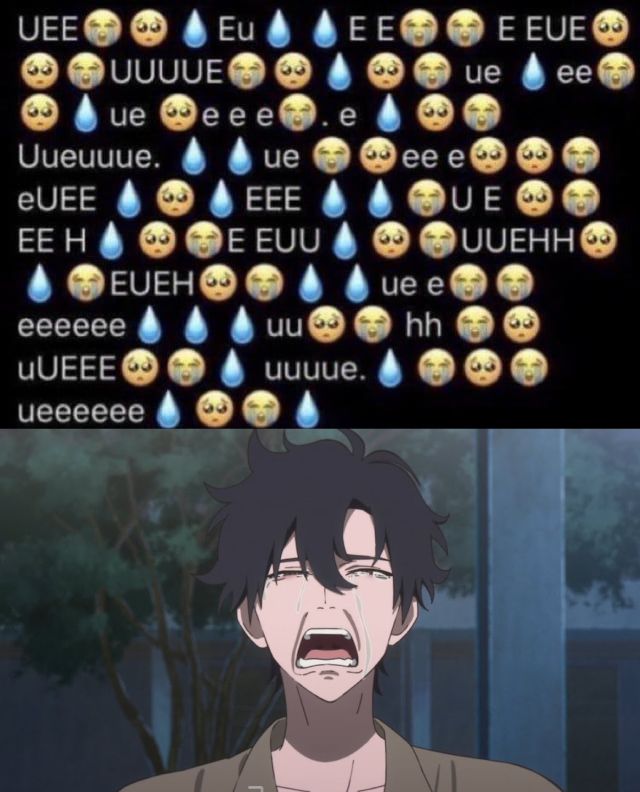 UEE😭🥺💧Eu💧💧E E😭😭 E EUE🥺
🥺😭UUUUE😭🥺💧🥺😭 ue 💧ee😭
🥺💧ue 🥺e e e😭. e 💧🥺😭
Uueuuue. 💧💧ue 😭🥺ee e🥺🥺😭
eUEE 💧🥺💧EEE 💧💧😭U E 🥺😭
EE H💧🥺😭E EUU💧🥺😭UUEHH🥺
💧😭EUEH🥺😭💧💧ue e😭😭
eeeeee💧💧💧uu🥺😭 hh 😭🥺
uUEEE🥺😭💧 uuuue.💧😭🥺😭
ueeeeee💧🥺😭💧